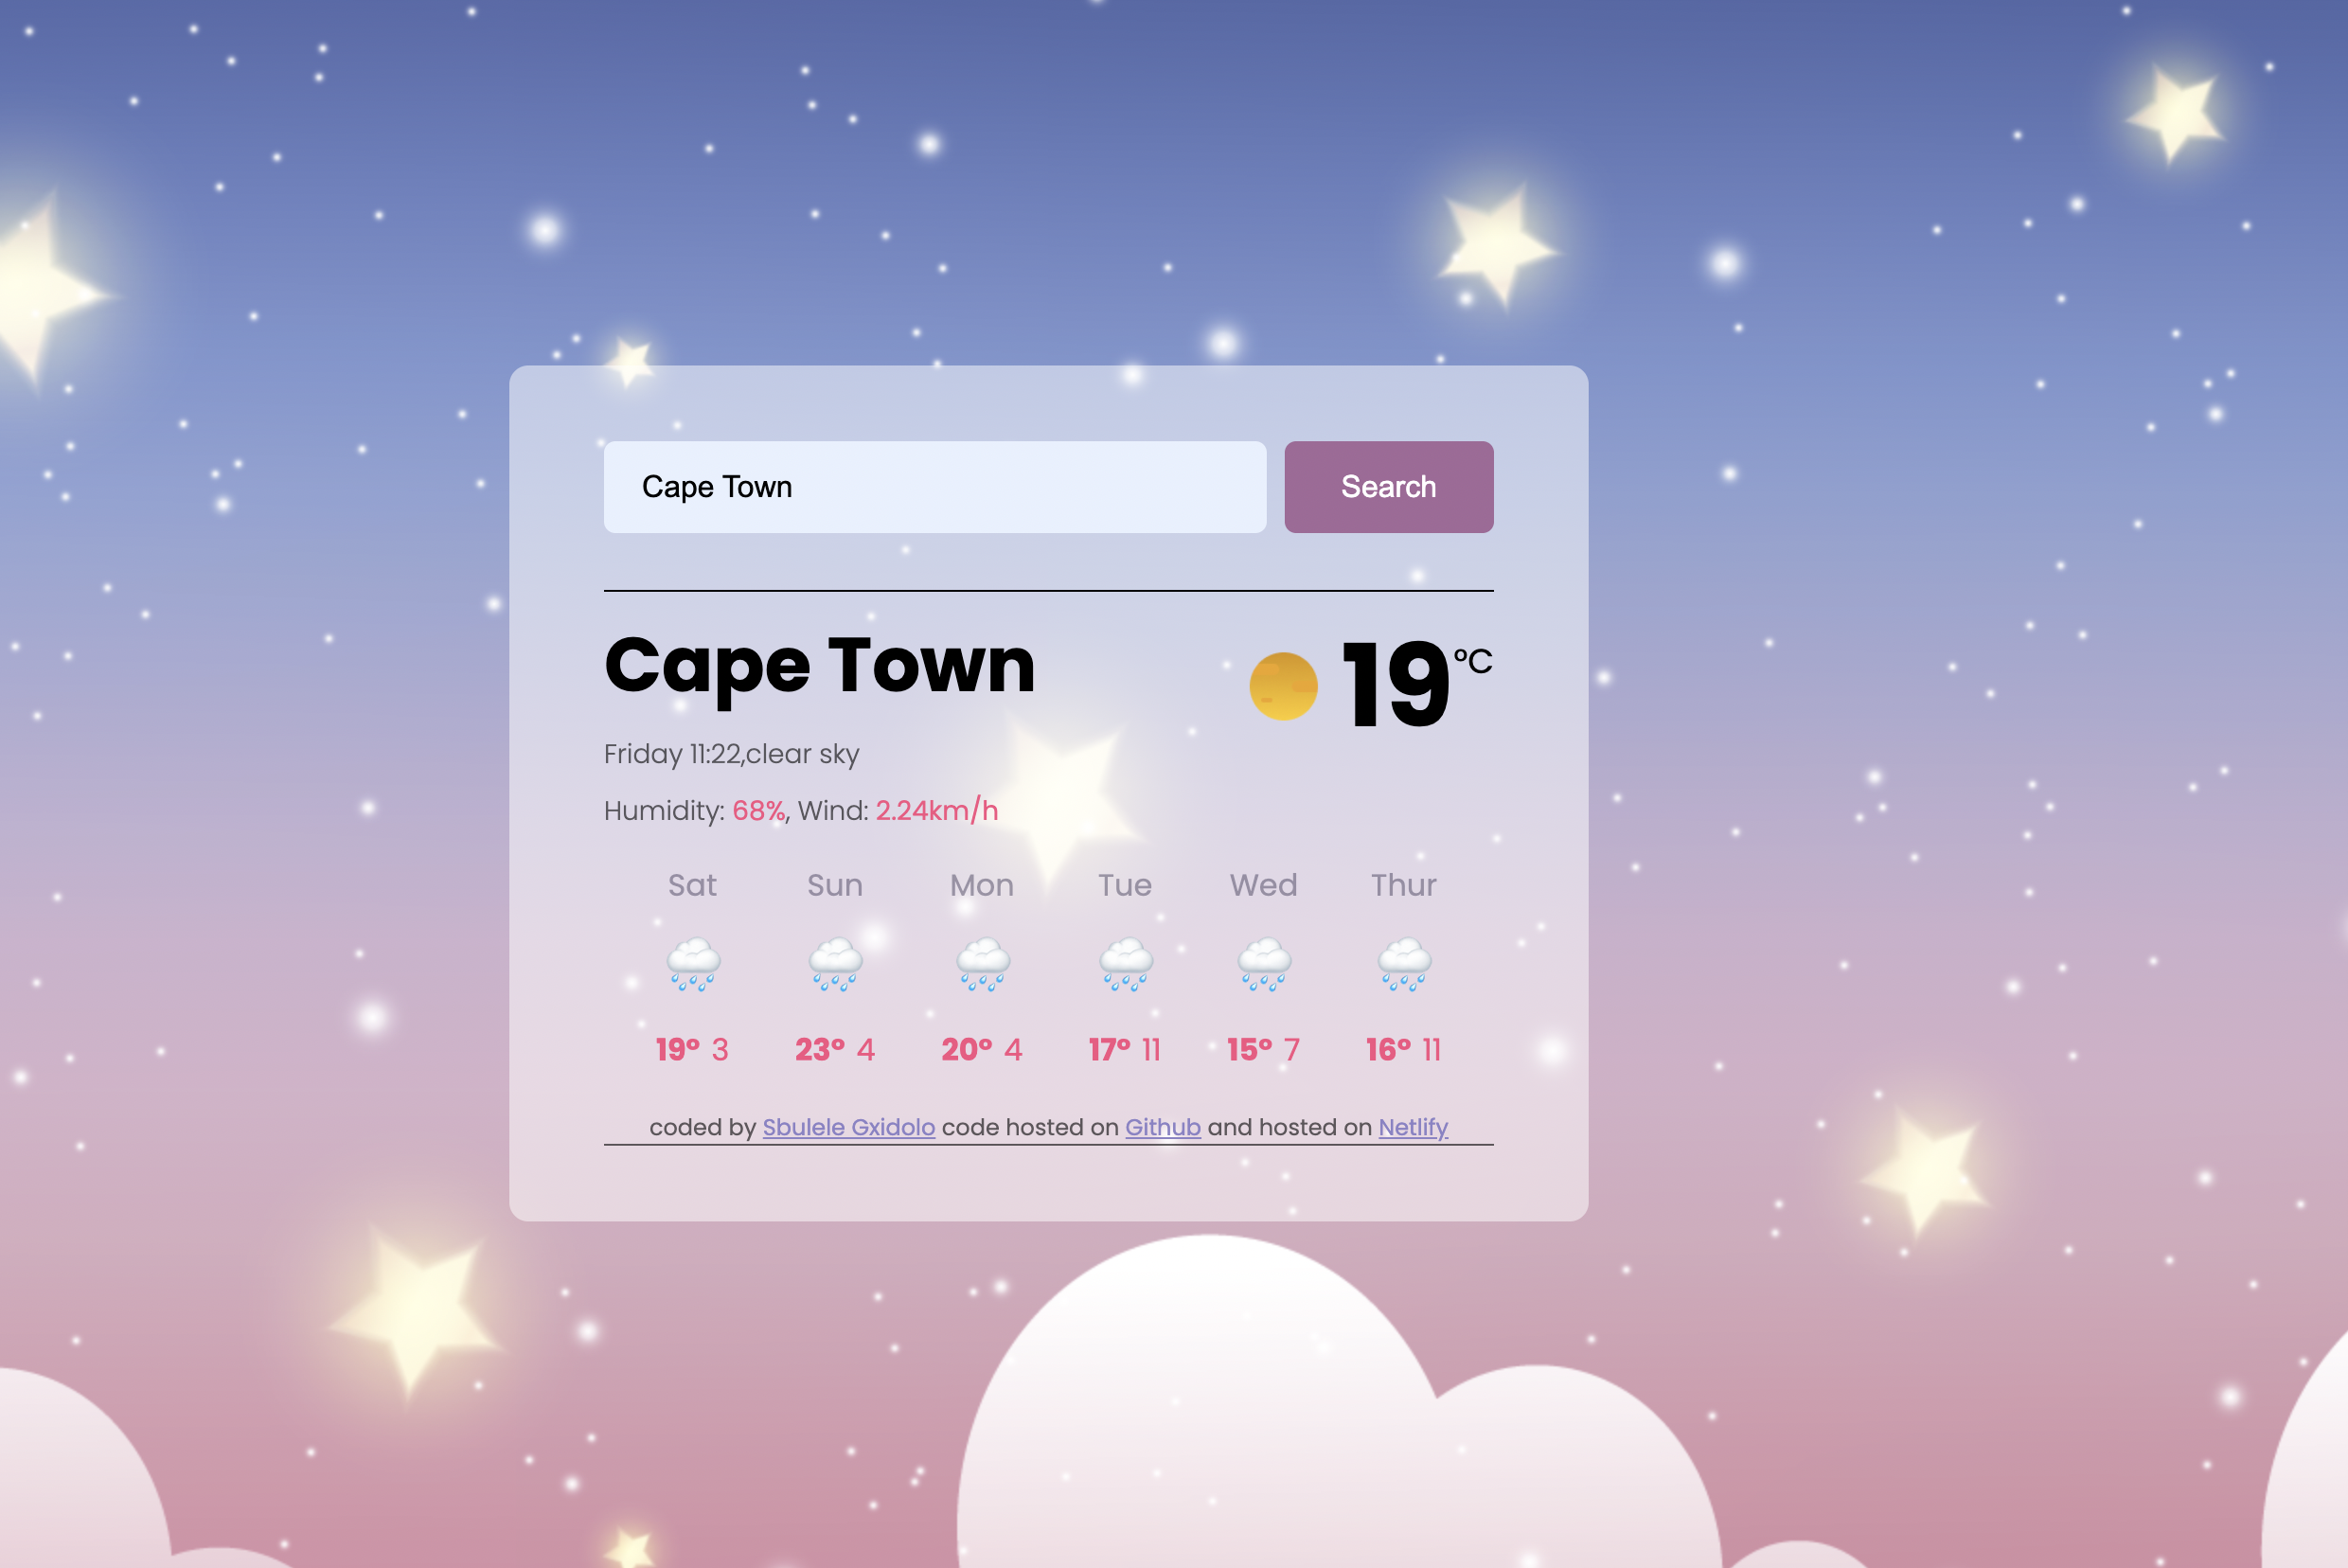 Cape Town
Search
Cape Town
19°C
Friday 11:22,clear sky
Humidity: 68%, Wind: 2.24km/h
Sat Sun Mon Tue Wed Thur
19° 3 23° 4 20° 4 17° 11 15° 7 16° 11
coded by Sbulele Gxidolo code hosted on Github and hosted on Netlify